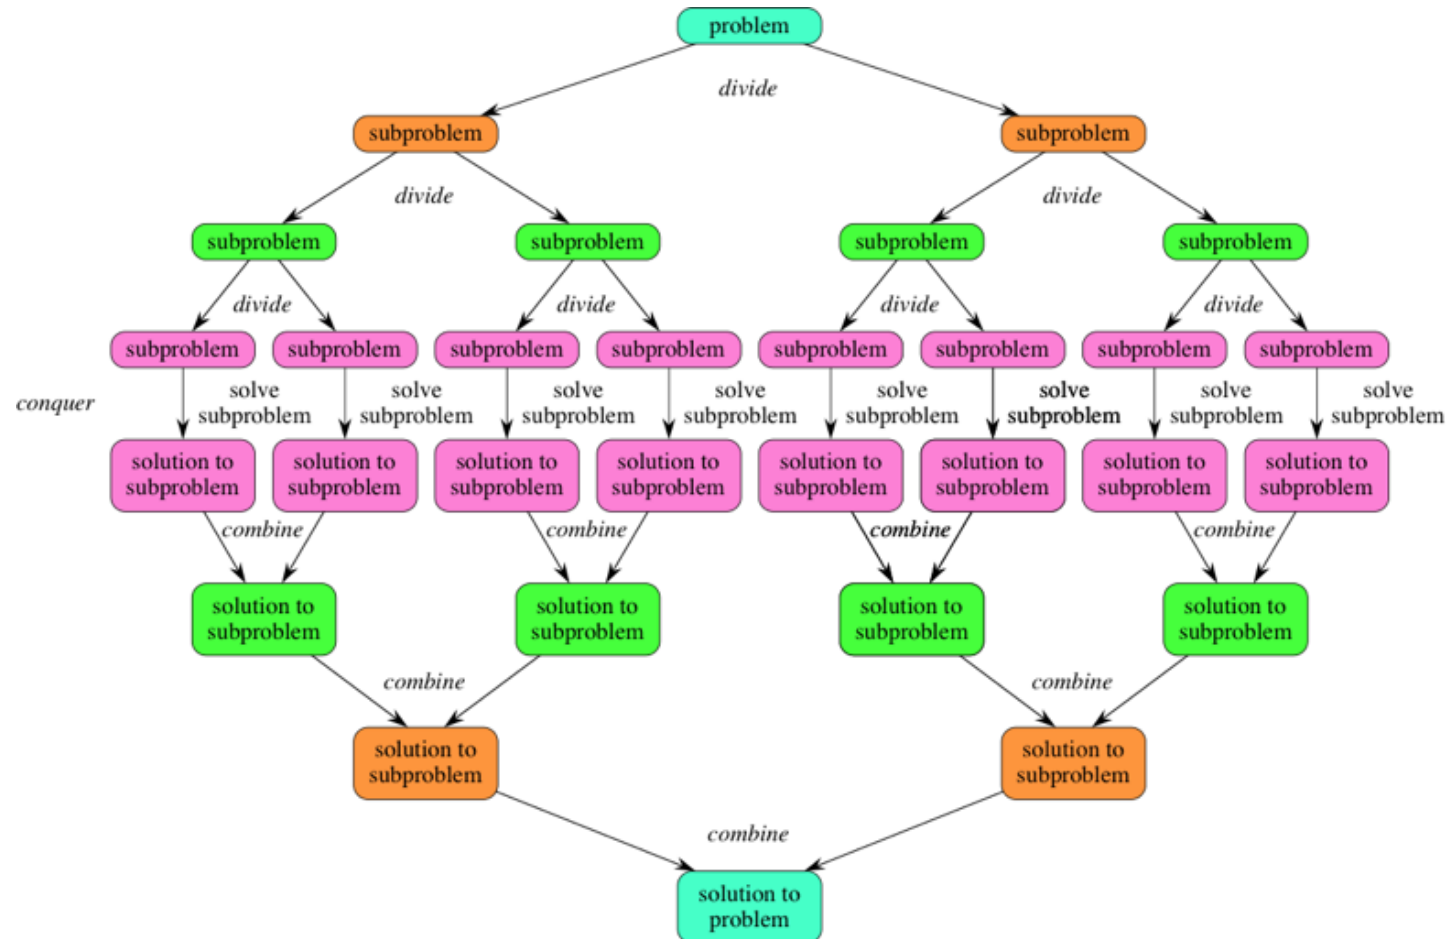 problem
divide
subproblem
subproblem
divide
divide
subproblem
subproblem
subproblem
subproblem
divide
divide
divide
divide
subproblem
subproblem
subproblem
subproblem
subproblem
subproblem
subproblem
subproblem
conquer
solve
subproblem
solve
subproblem
solve
subproblem
solve
subproblem
solve
subproblem
solve
subproblem
solve
subproblem
solve
subproblem
solution to
subproblem
solution to
subproblem
solution to
subproblem
solution to
subproblem
solution to
subproblem
solution to
subproblem
solution to
subproblem
solution to
subproblem
combine
combine
combine
combine
solution to
subproblem
solution to
subproblem
solution to
subproblem
solution to
subproblem
combine
combine
solution to
subproblem
solution to
subproblem
combine
solution to
problem